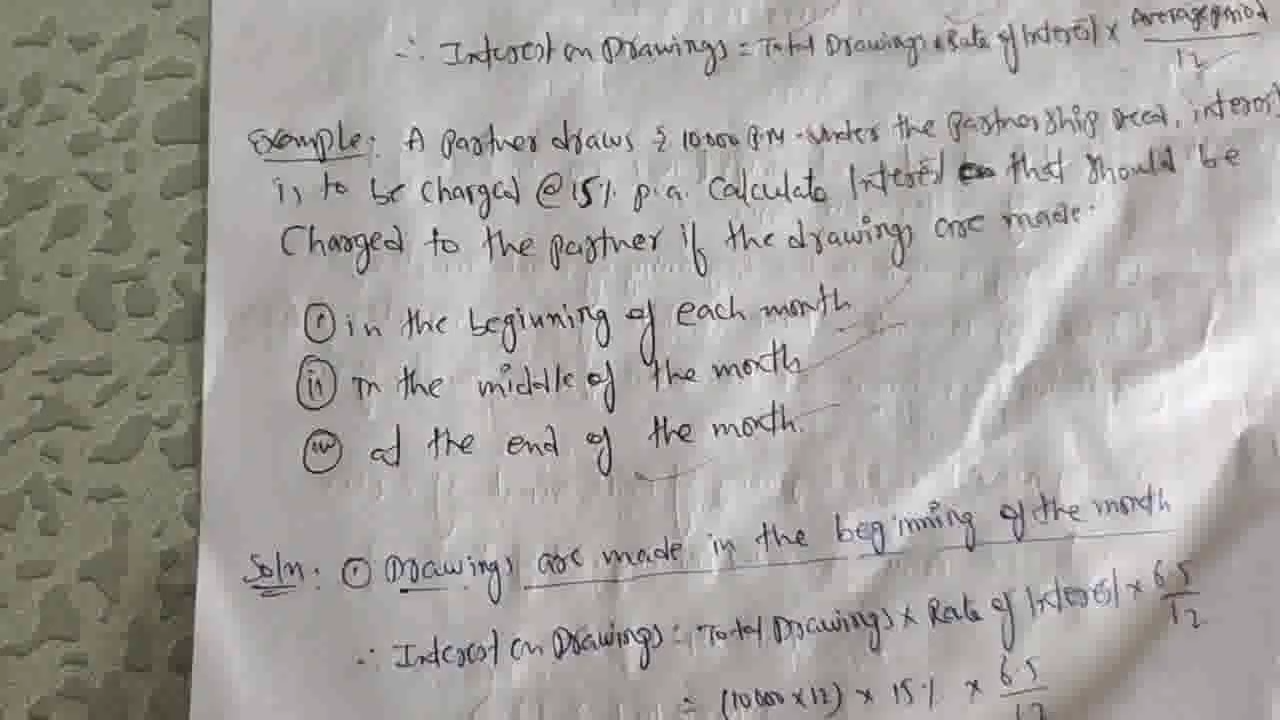 ∴ Interest on Drawings = Total Drawings × Rate of Interest × Average period / 12
Example: A partner draws ₹ 10000 P.M. Under the partnership deed, interest
is to be charged @ 15% p.a. Calculate Interest that should be
Charged to the partner if the drawings are made.
(i) in the beginning of each month
(ii) in the middle of the month
(iii) at the end of the month.
Soln: (i) Drawings are made in the beginning of the month
∴ Interest on Drawings = Total Drawings × Rate of Interest × 6.5 / 12
= (10000 × 12) × 15% × 6.5 / 12